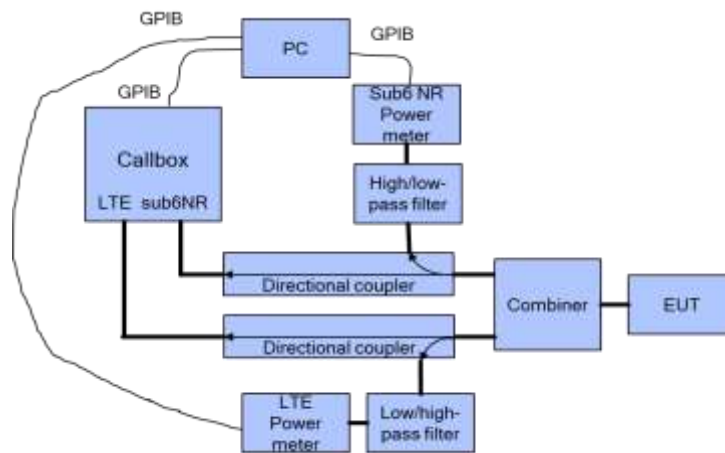 GPIB
PC
GPIB
GPIB
Sub6 NR
Power
meter
Callbox
LTE sub6NR
High/low-
pass filter
Directional coupler
Combiner
EUT
Directional coupler
LTE
Power
meter
Low/high-
pass filter